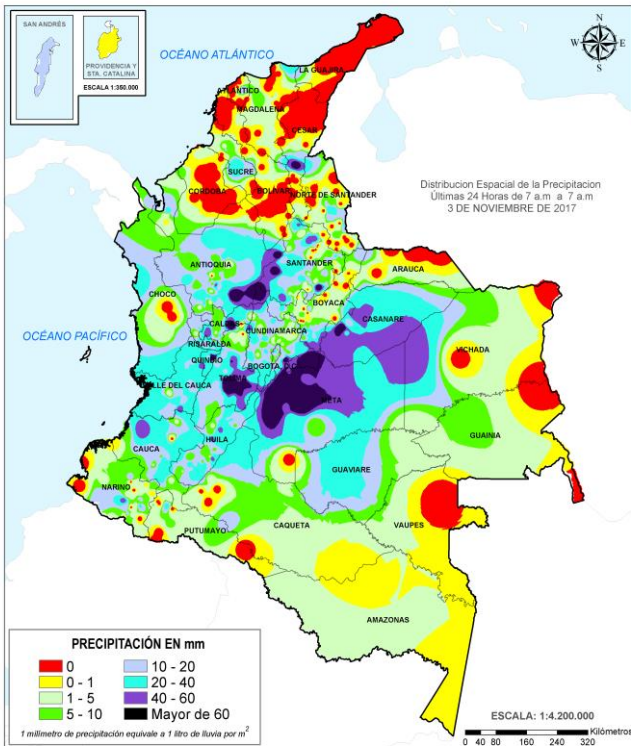 SAN ANDRÉS
PROVIDENCIA Y
STA. CATALINA
ESCALA 1:350.000
OCÉANO ATLÁNTICO
N
W E
S
LA GUAJIRA
ATLANTICO
MAGDALENA
CESAR
SUCRE
CORDOBA
BOLIVAR
NORTE DE SANTANDER
Distribucion Espacial de la Precipitacion
Últimas 24 Horas de 7 a.m a 7 a.m
3 DE NOVIEMBRE DE 2017
ANTIOQUIA
SANTANDER
ARAUCA
CHOCO
BOYACA
CASANARE
OCÉANO PACÍFICO
CALDAS
CUNDINAMARCA
RISARALDA
VICHADA
QUINDIO
BOGOTA, D.C.
VALLE DEL CAUCA
TOLIMA
META
GUAINIA
CAUCA
HUILA
GUAVIARE
NARIÑO
CAQUETA
VAUPES
PUTUMAYO
AMAZONAS
PRECIPITACIÓN EN mm
0
10 - 20
0 - 1
20 - 40
1 - 5
40 - 60
5 - 10
Mayor de 60
1 milimetro de precipitación equivale a 1 litro de lluvia por m2
ESCALA: 1:4.200.000
Kilómetros
0 40 80 160 240 320